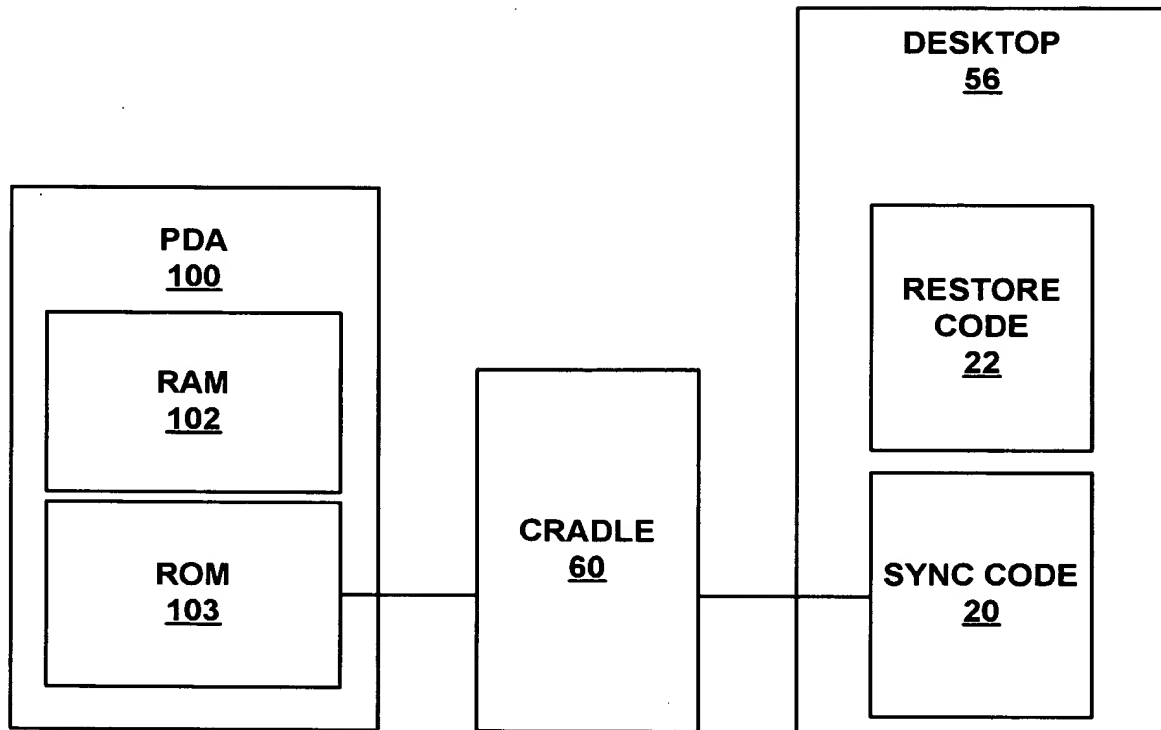 PDA
100
RAM
102
ROM
103
CRADLE
60
DESKTOP
56
RESTORE
CODE
22
SYNC CODE
20